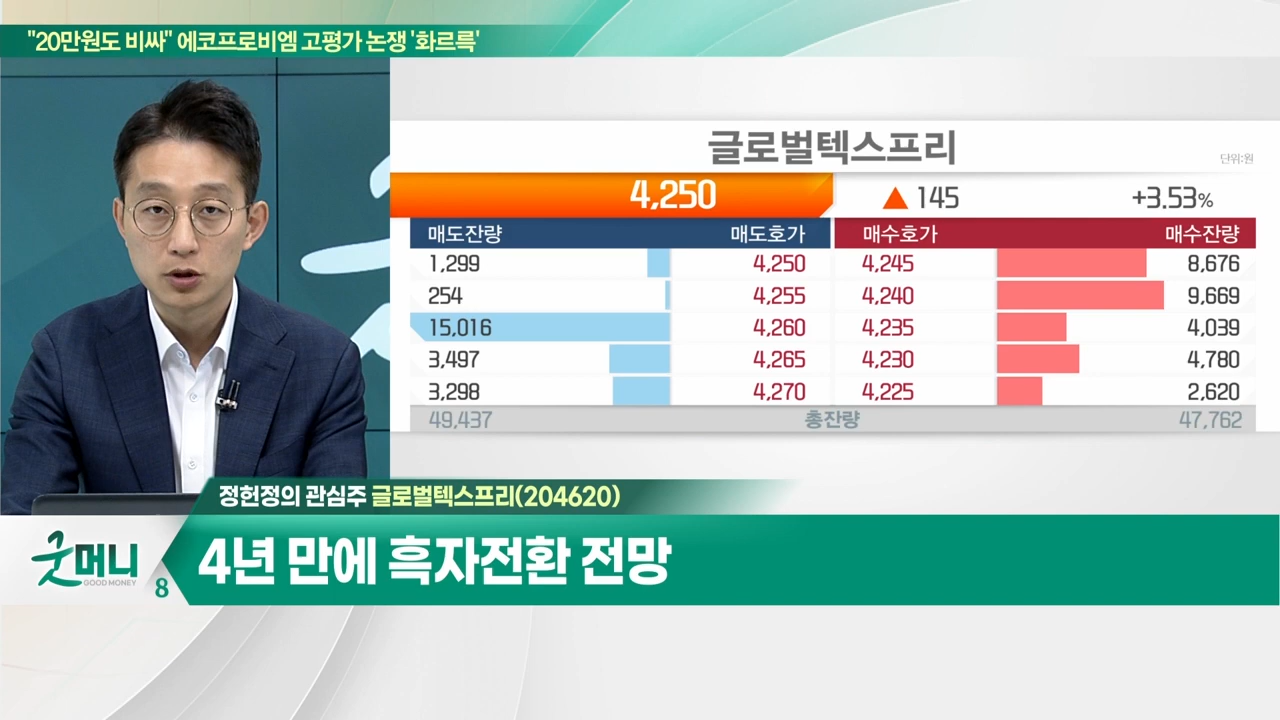 "20만원도 비싸" 에코프로비엠 고평가 논쟁 '화르륵'
글로벌텍스프리
단위:원
4,250 ▲ 145 +3.53%
매도잔량 매도호가 매수호가 매수잔량
1,299 4,250 4,245 8,676
254 4,255 4,240 9,669
15,016 4,260 4,235 4,039
3,497 4,265 4,230 4,780
3,298 4,270 4,225 2,620
49,437 총잔량 47,762
정헌정의 관심주 글로벌텍스프리(204620)
4년 만에 흑자전환 전망
굿머니
GOOD MONEY
8